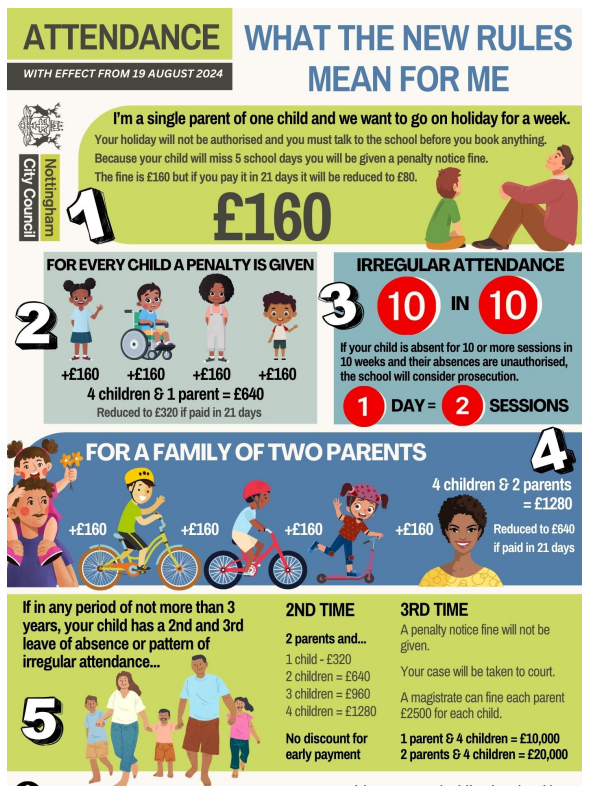 ATTENDANCE
WITH EFFECT FROM 19 AUGUST 2024
WHAT THE NEW RULES
MEAN FOR ME
Nottingham
City Council
1
I'm a single parent of one child and we want to go on holiday for a week.
Your holiday will not be authorised and you must talk to the school before you book anything.
Because your child will miss 5 school days you will be given a penalty notice fine.
The fine is £160 but if you pay it in 21 days it will be reduced to £80.
£160
2
FOR EVERY CHILD A PENALTY IS GIVEN
+£160 +£160 +£160 +£160
4 children & 1 parent = £640
Reduced to £320 if paid in 21 days
3
IRREGULAR ATTENDANCE
10 IN 10
If your child is absent for 10 or more sessions in
10 weeks and their absences are unauthorised,
the school will consider prosecution.
1 DAY = 2 SESSIONS
4
FOR A FAMILY OF TWO PARENTS
4 children & 2 parents
= £1280
+£160 +£160 +£160 +£160
Reduced to £640
if paid in 21 days
5
If in any period of not more than 3
years, your child has a 2nd and 3rd
leave of absence or pattern of
irregular attendance...
2ND TIME
2 parents and...
1 child - £320
2 children = £640
3 children = £960
4 children = £1280
No discount for
early payment
3RD TIME
A penalty notice fine will not be
given.
Your case will be taken to court.
A magistrate can fine each parent
£2500 for each child.
1 parent & 4 children = £10,000
2 parents & 4 children = £20,000